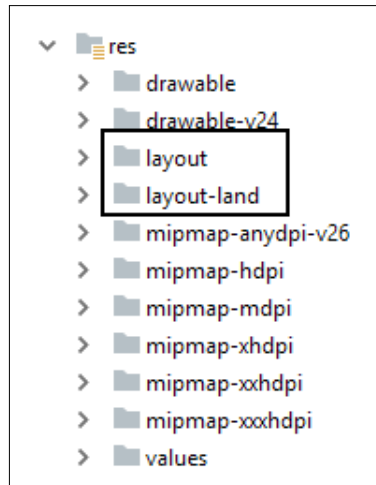 res
drawable
drawable-v24
layout
layout-land
mipmap-anydpi-v26
mipmap-hdpi
mipmap-mdpi
mipmap-xhdpi
mipmap-xxhdpi
mipmap-xxxhdpi
values